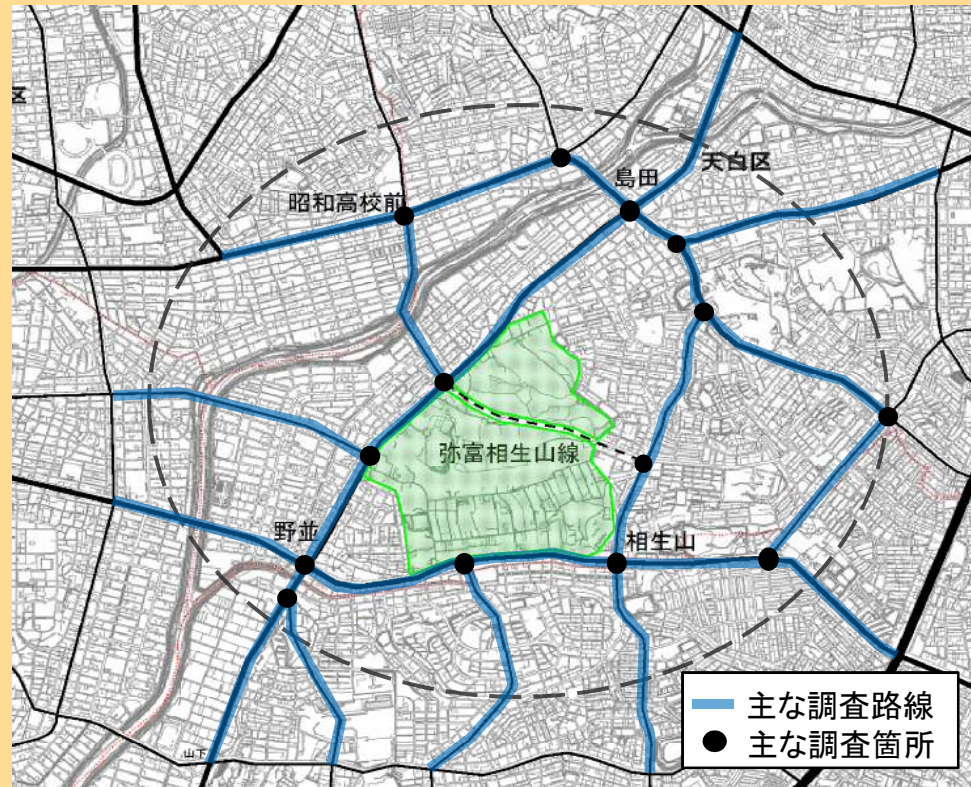 区
島田
天白区
昭和高校前
弥富相生山線
野並
相生山
山下
主な調査路線
主な調査箇所